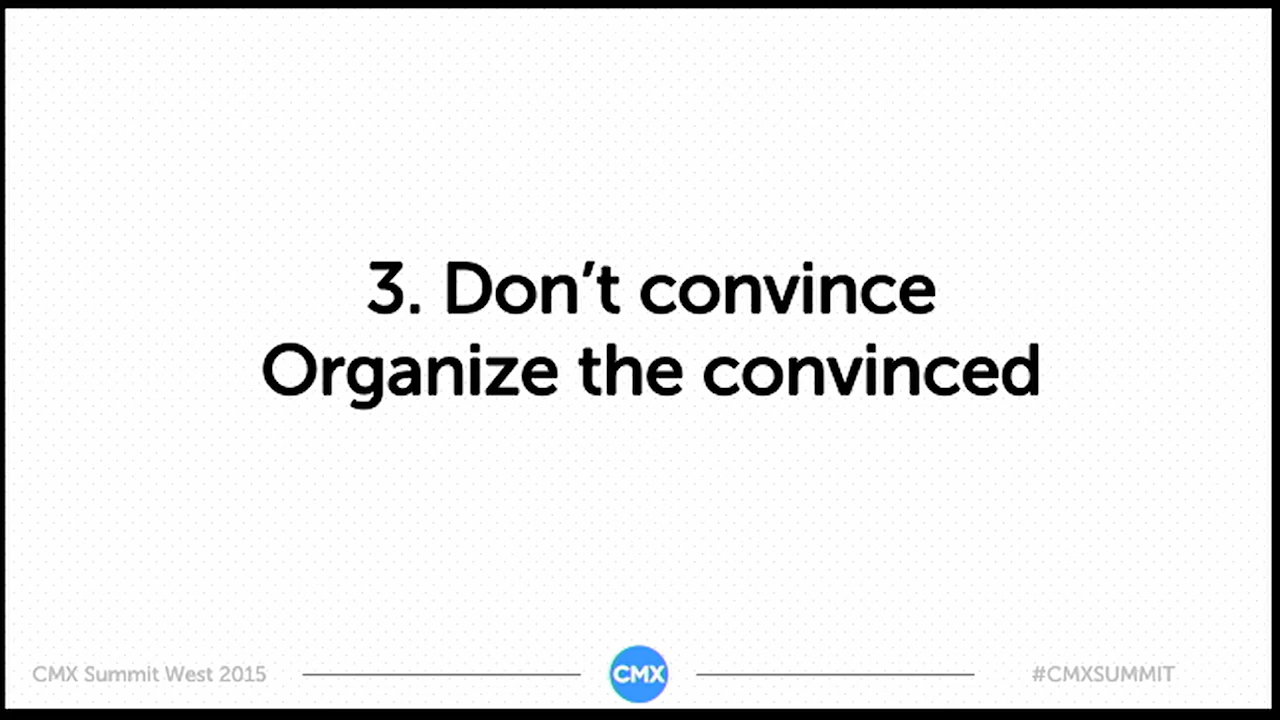 3. Don’t convince
Organize the convinced
CMX Summit West 2015
CMX
#CMXSUMMIT